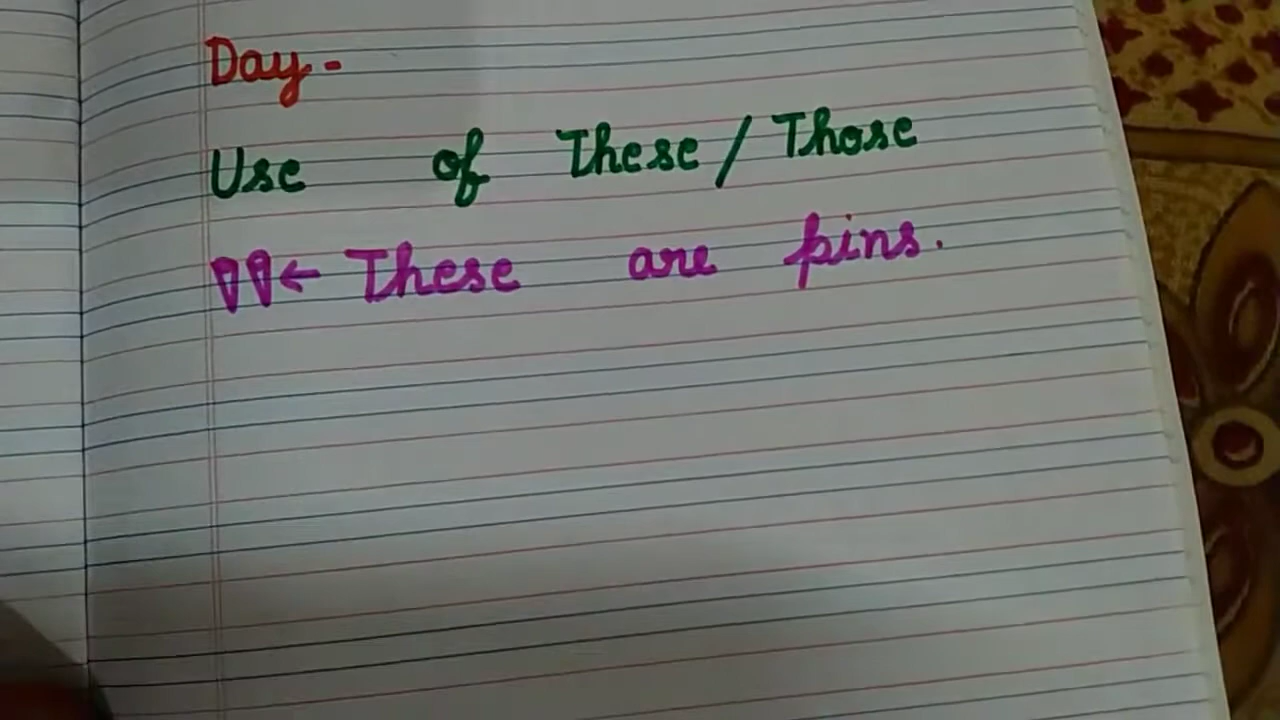 Day -
Use of These / Those
← These are pins.